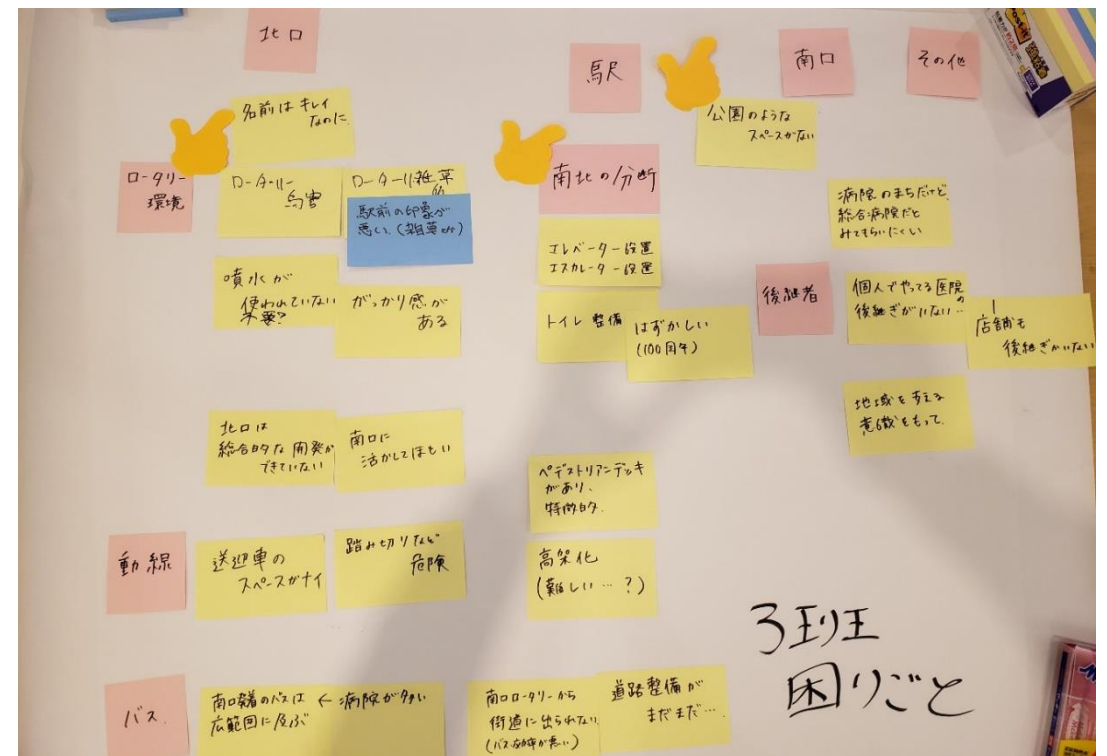 北口
駅
南口
その他
名前はキレイ
なのに
公園のような
スペースがない
ロータリー
環境
ロータリー
鳥害
ロータリー雑草
駅前の印象が
悪い。(雑草etc)
南北の分断
病院のまちだけど、
総合病院だと
みてもらいにくい
エレベーター設置
エスカレーター設置
噴水が
使われていない
不要?
がっかり感が
ある
トイレ整備
はずかしい
(100周年)
後継者
個人でやってる医院の
後継ぎがいない…
店舗も
後継ぎがいない
地域を支える
意識をもって
北口は
総合的な開発が
できていない
南口に
活かしてほしい
ペデストリアンデッキ
があり、
特徴的
動線
送迎車の
スペースがナイ
踏み切りなど
危険
高架化
(難しい…?)
3班
困りごと
バス
南口発着のバスは ← 病院が多い
広範囲に及ぶ
南口ロータリーから
街道に出られない
(バス効率が悪い)
道路整備が
まだまだ…